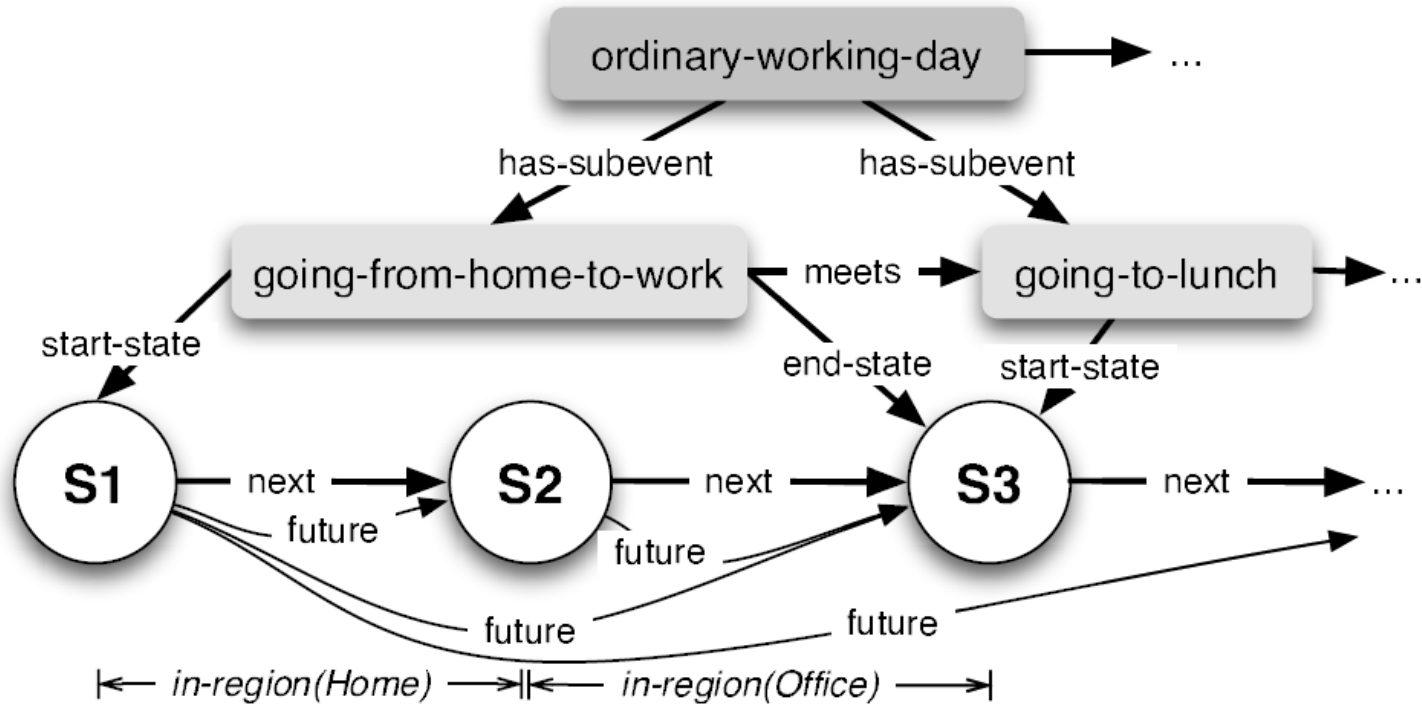 ordinary-working-day
...
has-subevent
has-subevent
going-from-home-to-work
meets
going-to-lunch
...
start-state
end-state
start-state
S1
next
S2
next
S3
next
...
future
future
future
future
in-region(Home)
in-region(Office)